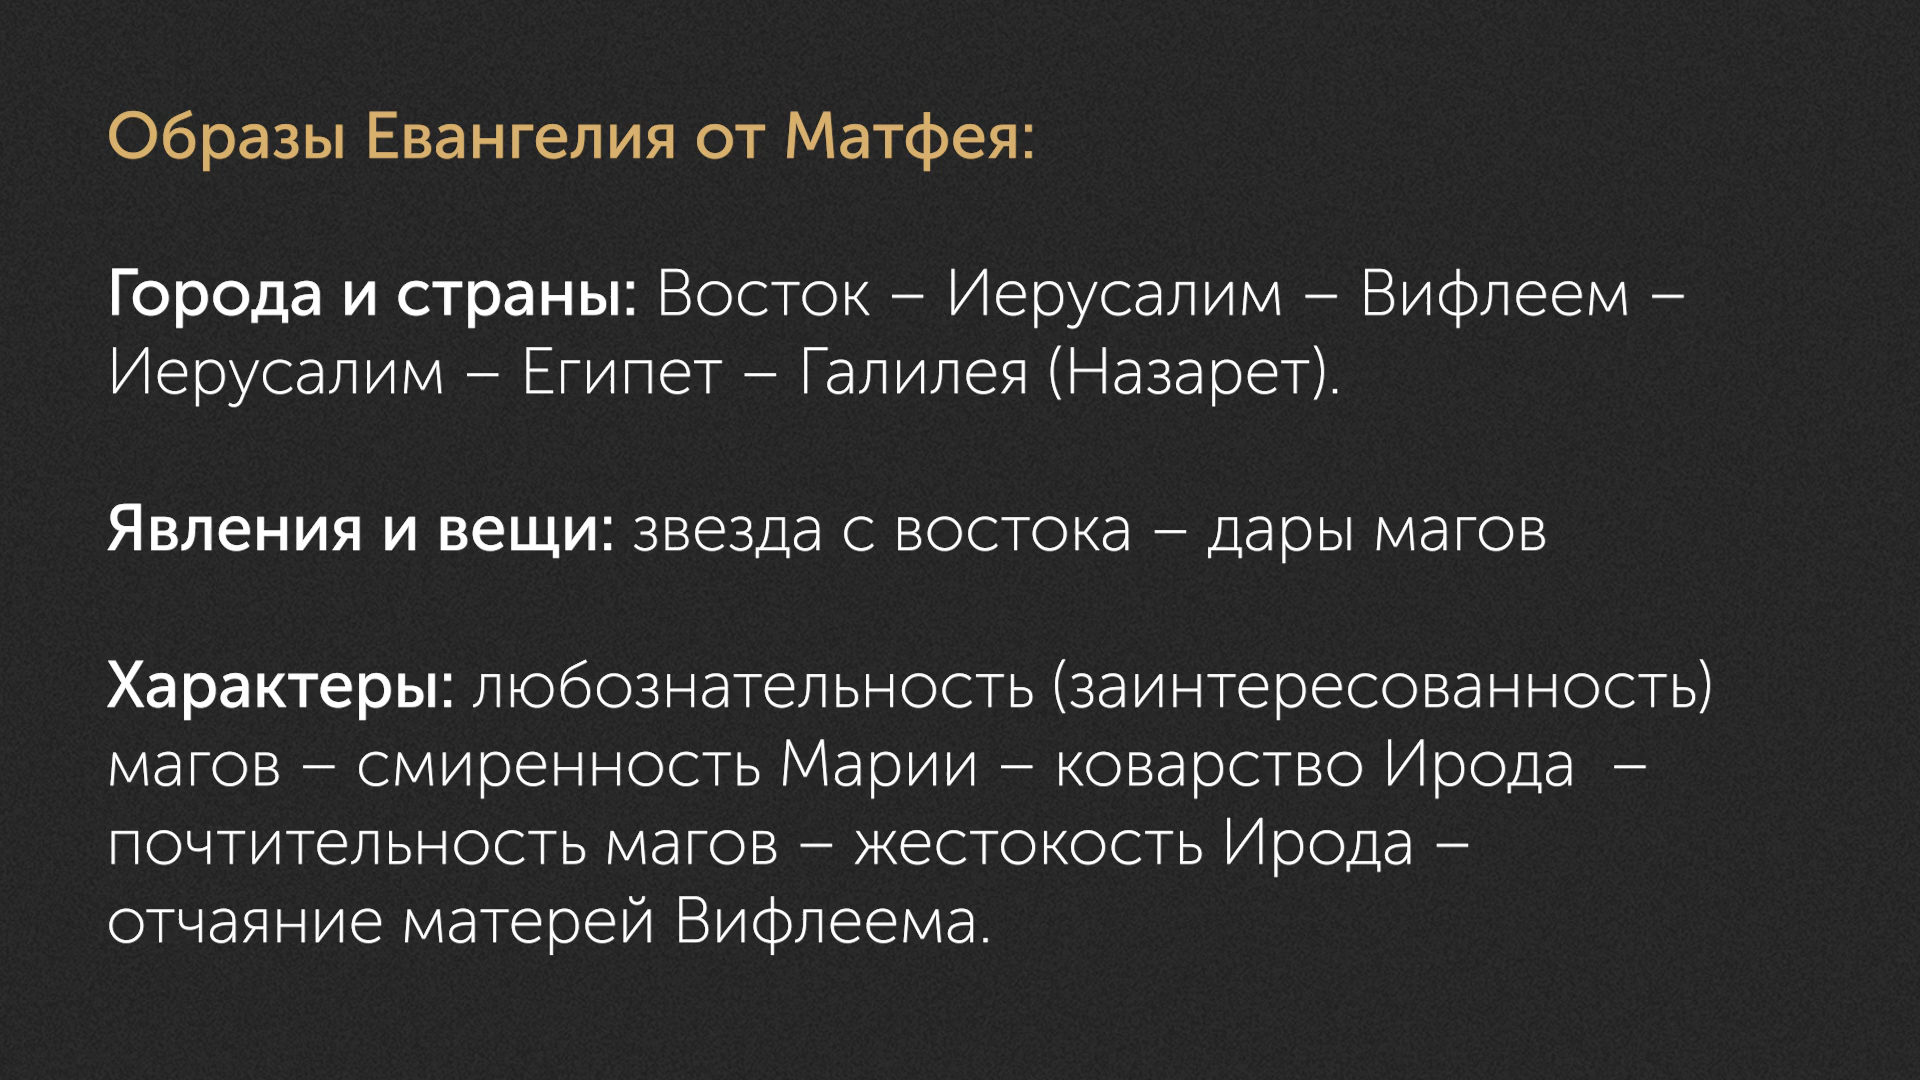 Образы Евангелия от Матфея:
Города и страны: Восток – Иерусалим – Вифлеем –
Иерусалим – Египет – Галилея (Назарет).
Явления и вещи: звезда с востока – дары магов
Характеры: любознательность (заинтересованность)
магов – смиренность Марии – коварство Ирода  –
почтительность магов – жестокость Ирода –
отчаяние матерей Вифлеема.